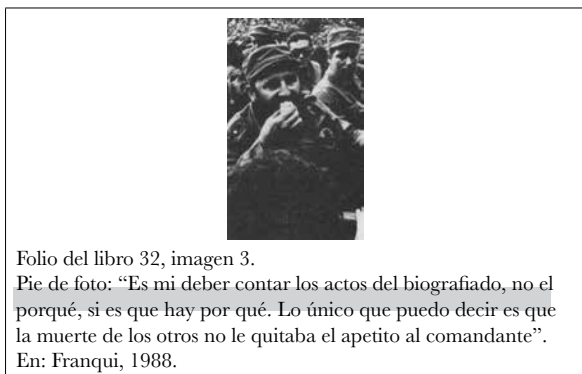 Folio del libro 32, imagen 3.
Pie de foto: “Es mi deber contar los actos del biografiado, no el
porqué, si es que hay por qué. Lo único que puedo decir es que
la muerte de los otros no le quitaba el apetito al comandante”.
En: Franqui, 1988.